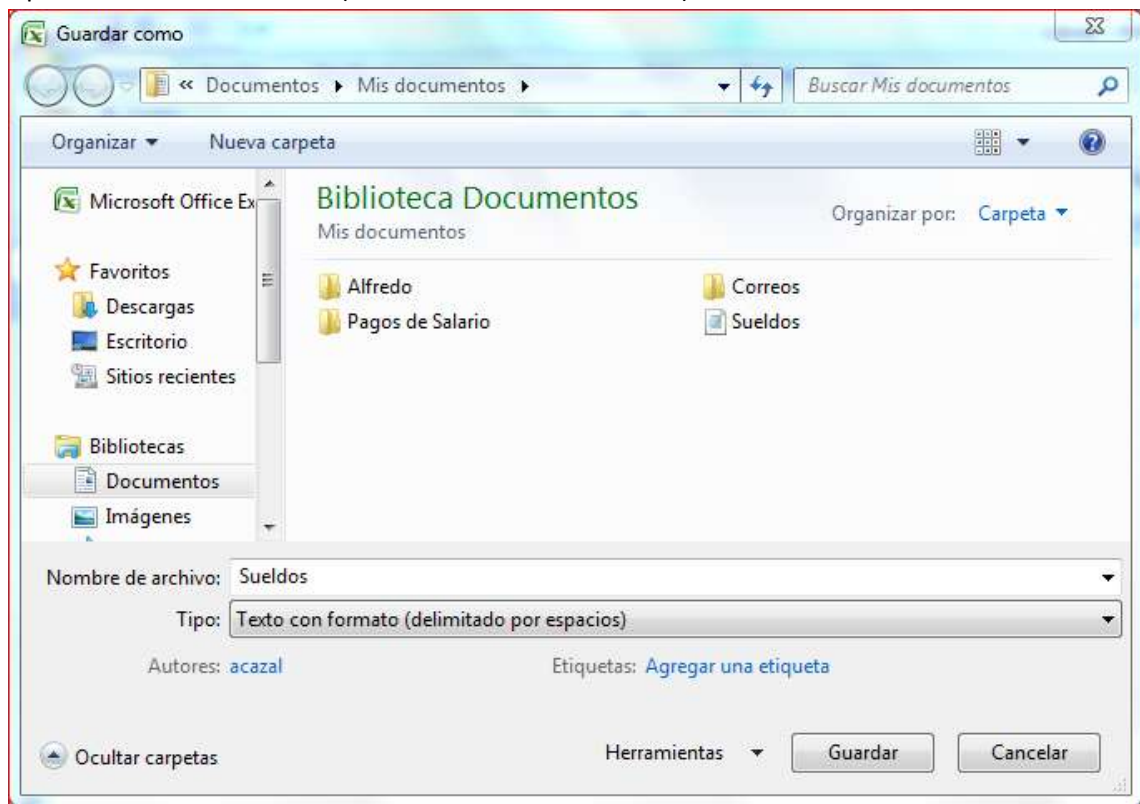 Guardar como
« Documentos ▸ Mis documentos ▸
Buscar Mis documentos
Organizar
Nueva carpeta
Microsoft Office Ex
Biblioteca Documentos
Mis documentos
Organizar por: Carpeta
Favoritos
Descargas
Escritorio
Sitios recientes
Alfredo
Correos
Pagos de Salario
Sueldos
Bibliotecas
Documentos
Imágenes
Nombre de archivo: Sueldos
Tipo: Texto con formato (delimitado por espacios)
Autores: acazal
Etiquetas: Agregar una etiqueta
Ocultar carpetas
Herramientas
Guardar
Cancelar